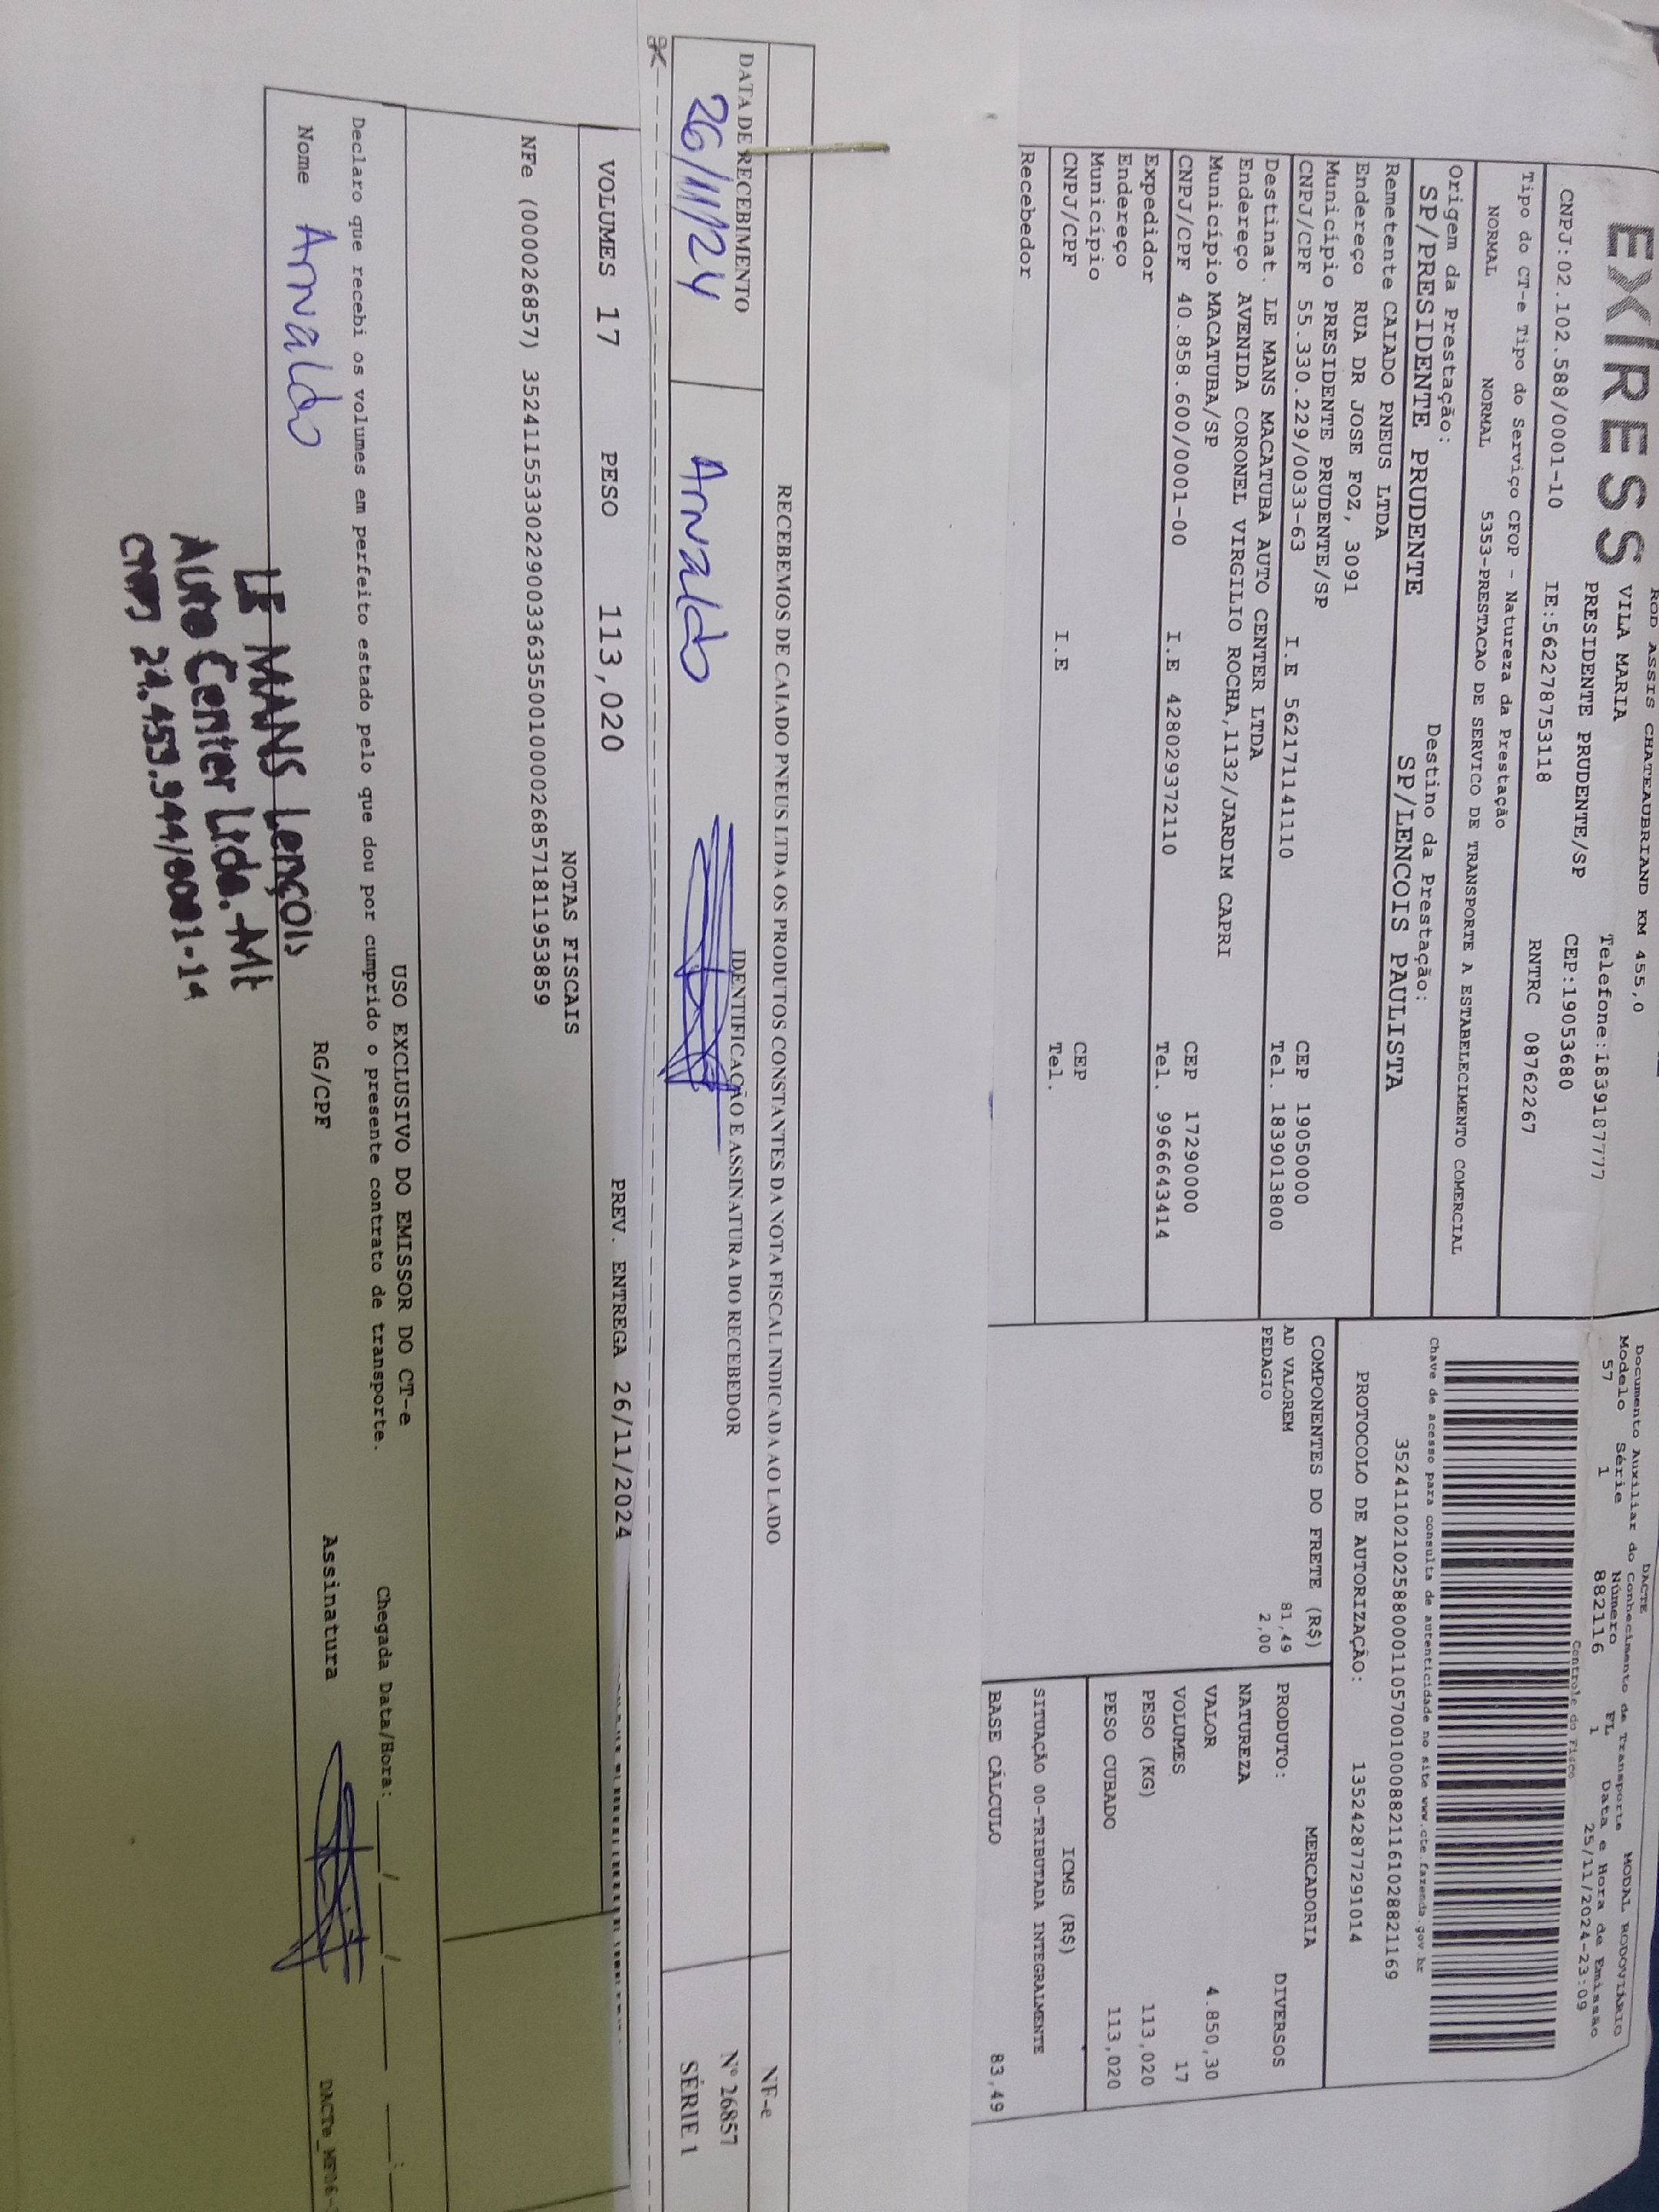 EXPRESS
ROD ASSIS CHATEAUBRIAND KM 455,0
VILA MARIA Telefone:1839187777
PRESIDENTE PRUDENTE/SP CEP:19053680
CNPJ:02.102.588/0001-10 IE:562278753118 RNTRC 08762267
Tipo do CT-e Tipo do Serviço CFOP - Natureza da Prestação
NORMAL NORMAL 5353-PRESTACAO DE SERVICO DE TRANSPORTE A ESTABELECIMENTO COMERCIAL
Origem da Prestação: Destino da Prestação:
SP/PRESIDENTE PRUDENTE SP/LENCOIS PAULISTA
Remetente CAIADO PNEUS LTDA
Endereço RUA DR JOSE FOZ, 3091
Município PRESIDENTE PRUDENTE/SP CEP 19050000
CNPJ/CPF 55.330.229/0033-63 I.E 562171141110 Tel. 1839013800
Destinat. LE MANS MACATUBA AUTO CENTER LTDA
Endereço AVENIDA CORONEL VIRGILIO ROCHA,1132/JARDIM CAPRI
Município MACATUBA/SP CEP 17290000
CNPJ/CPF 40.858.600/0001-00 I.E 428029372110 Tel. 996643414
Expedidor
Endereço
Município CEP
CNPJ/CPF I.E Tel.
Recebedor
DACTE MODAL RODOVIÁRIO
Documento Auxiliar do Conhecimento de Transporte
Modelo Série Número FL Data e Hora de Emissão
57 1 882116 1 25/11/2024-23:09
Controle do Fisco
Chave de acesso para consulta de autenticidade no site www.cte.fazenda.gov.br
35241102102588000110570010008821161028821169
PROTOCOLO DE AUTORIZAÇÃO: 135242877291014
COMPONENTES DO FRETE (R$)
AD VALOREM 81,49
PEDAGIO 2,00
MERCADORIA
PRODUTO: DIVERSOS
NATUREZA
VALOR 4.850,30
VOLUMES 17
PESO (KG) 113,020
PESO CUBADO 113,020
ICMS (R$)
SITUAÇÃO 00-TRIBUTADA INTEGRALMENTE
BASE CÁLCULO 83,49
RECEBEMOS DE CAIADO PNEUS LTDA OS PRODUTOS CONSTANTES DA NOTA FISCAL INDICADA AO LADO
DATA DE RECEBIMENTO IDENTIFICAÇÃO E ASSINATURA DO RECEBEDOR
26/11/24 Arnaldo
NF-e
Nº 26857
SÉRIE 1
VOLUMES 17 PESO 113,020 PREV. ENTREGA 26/11/2024
NOTAS FISCAIS
NFe (000026857) 35241155330229003363550010000268571811953859
USO EXCLUSIVO DO EMISSOR DO CT-e
Declaro que recebi os volumes em perfeito estado pelo que dou por cumprido o presente contrato de transporte.
Chegada Data/Hora: / / :
Nome Arnaldo RG/CPF Assinatura
LE MANS Lençois
Auto Center Ltda.-ME